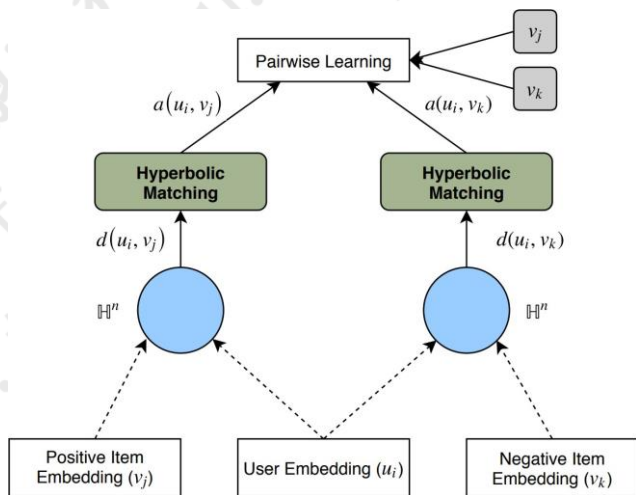 Pairwise Learning
v_j
v_k
a(u_i, v_j)
a(u_i, v_k)
Hyperbolic
Matching
Hyperbolic
Matching
d(u_i, v_j)
d(u_i, v_k)
ℍ^n
ℍ^n
Positive Item
Embedding (v_j)
User Embedding (u_i)
Negative Item
Embedding (v_k)